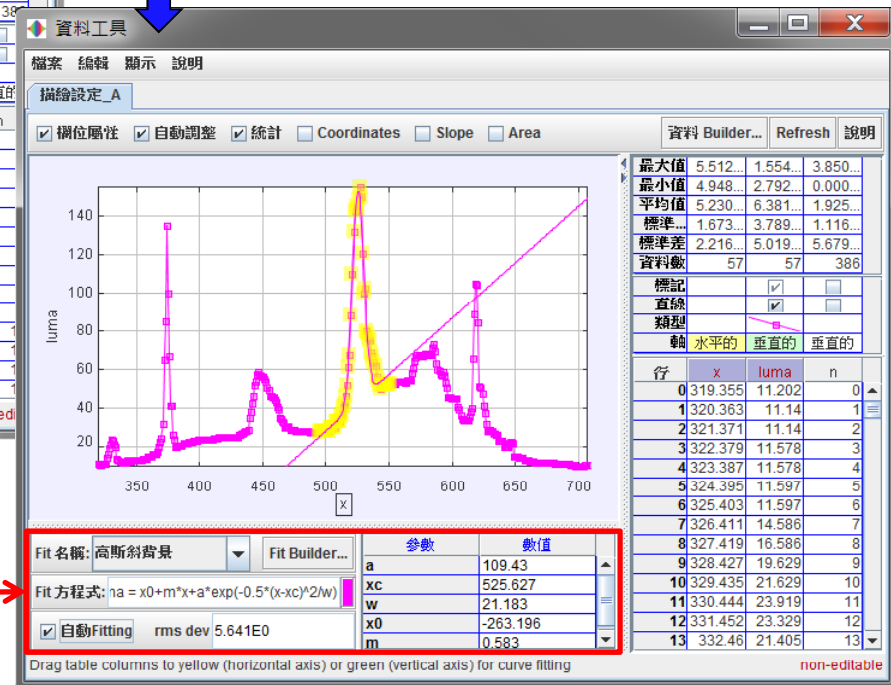 資料工具
檔案 編輯 顯示 說明
描繪設定_A
欄位屬性 自動調整 統計 Coordinates Slope Area 資料 Builder... Refresh 說明
最大值 5.512... 1.554... 3.850...
最小值 4.948... 2.792... 0.000...
平均值 5.230... 6.381... 1.925...
標準... 1.673... 3.789... 1.116...
標準差 2.216... 5.019... 5.679...
資料數 57 57 386
標記
直線
類型
軸 水平的 垂直的 垂直的
行 x luma n
0 319.355 11.202 0
1 320.363 11.14 1
2 321.371 11.14 2
3 322.379 11.578 3
4 323.387 11.578 4
5 324.395 11.597 5
6 325.403 11.597 6
7 326.411 14.586 7
8 327.419 16.586 8
9 328.427 19.629 9
10 329.435 21.629 10
11 330.444 23.919 11
12 331.452 23.329 12
13 332.46 21.405 13
140
120
100
80
60
40
20
luma
350 400 450 500 550 600 650 700
x
Fit 名稱: 高斯斜背景 Fit Builder...
Fit 方程式: na = x0+m*x+a*exp(-0.5*(x-xc)^2/w)
自動Fitting rms dev 5.641E0
參數 數值
a 109.43
xc 525.627
w 21.183
x0 -263.196
m 0.583
Drag table columns to yellow (horizontal axis) or green (vertical axis) for curve fitting non-editable